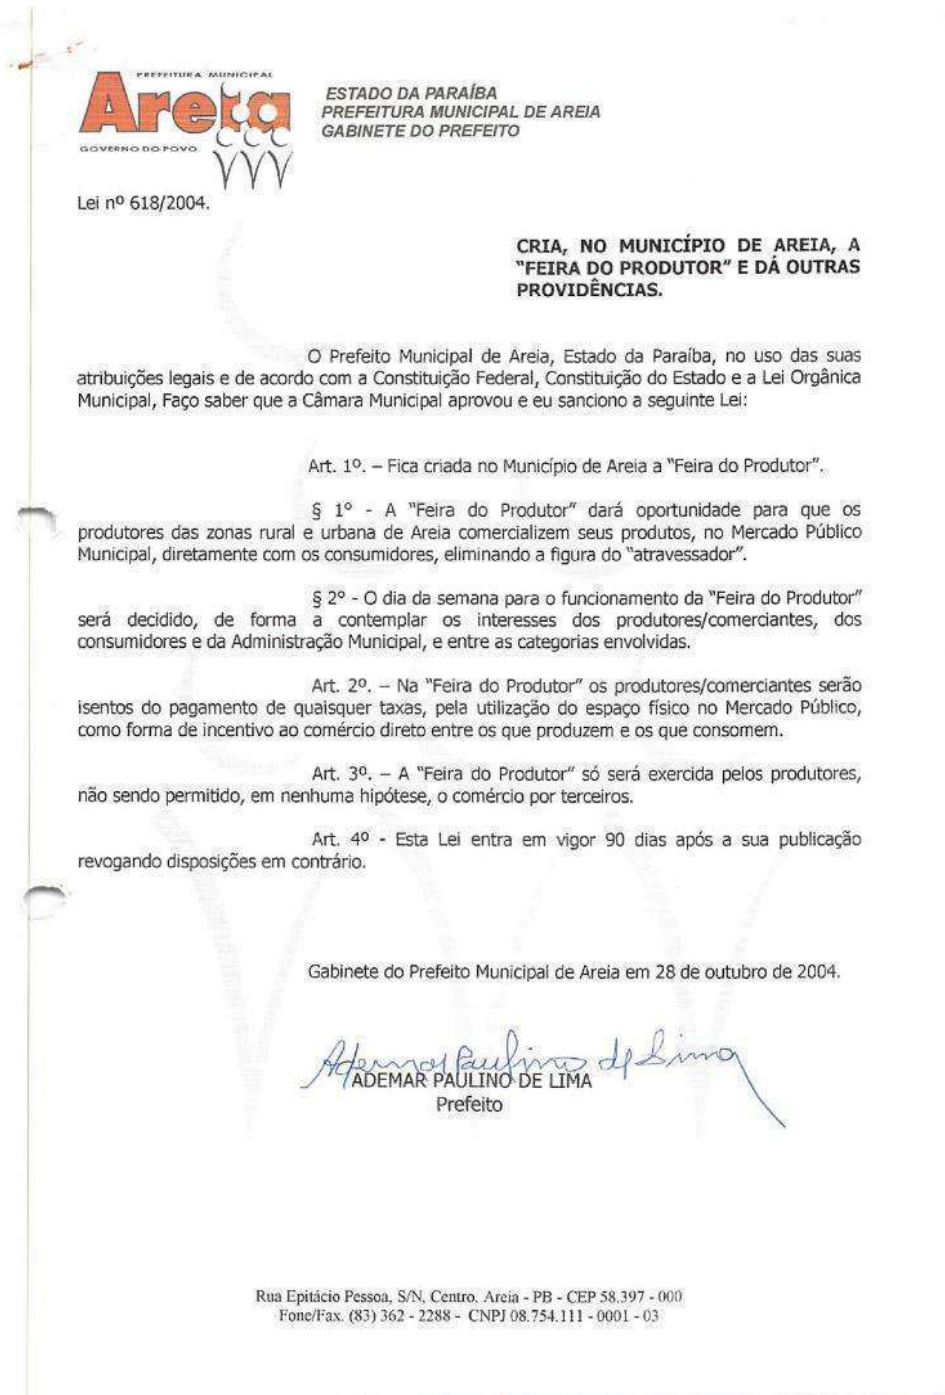 PREFEITURA MUNICIPAL
Areia
GOVERNO DO POVO
ESTADO DA PARAÍBA
PREFEITURA MUNICIPAL DE AREIA
GABINETE DO PREFEITO
Lei nº 618/2004.
CRIA, NO MUNICÍPIO DE AREIA, A
"FEIRA DO PRODUTOR" E DÁ OUTRAS
PROVIDÊNCIAS.
O Prefeito Municipal de Areia, Estado da Paraíba, no uso das suas
atribuições legais e de acordo com a Constituição Federal, Constituição do Estado e a Lei Orgânica
Municipal, Faço saber que a Câmara Municipal aprovou e eu sanciono a seguinte Lei:
Art. 1º. – Fica criada no Município de Areia a "Feira do Produtor".
§ 1º - A "Feira do Produtor" dará oportunidade para que os
produtores das zonas rural e urbana de Areia comercializem seus produtos, no Mercado Público
Municipal, diretamente com os consumidores, eliminando a figura do "atravessador".
§ 2º - O dia da semana para o funcionamento da "Feira do Produtor"
será decidido, de forma a contemplar os interesses dos produtores/comerciantes, dos
consumidores e da Administração Municipal, e entre as categorias envolvidas.
Art. 2º. – Na "Feira do Produtor" os produtores/comerciantes serão
isentos do pagamento de quaisquer taxas, pela utilização do espaço físico no Mercado Público,
como forma de incentivo ao comércio direto entre os que produzem e os que consomem.
Art. 3º. – A "Feira do Produtor" só será exercida pelos produtores,
não sendo permitido, em nenhuma hipótese, o comércio por terceiros.
Art. 4º - Esta Lei entra em vigor 90 dias após a sua publicação
revogando disposições em contrário.
Gabinete do Prefeito Municipal de Areia em 28 de outubro de 2004.
Ademar Paulino de Lima
ADEMAR PAULINO DE LIMA
Prefeito
Rua Epitácio Pessoa, S/N, Centro, Areia - PB - CEP 58.397 - 000
Fone/Fax. (83) 362 - 2288 - CNPJ 08.754.111 - 0001 - 03